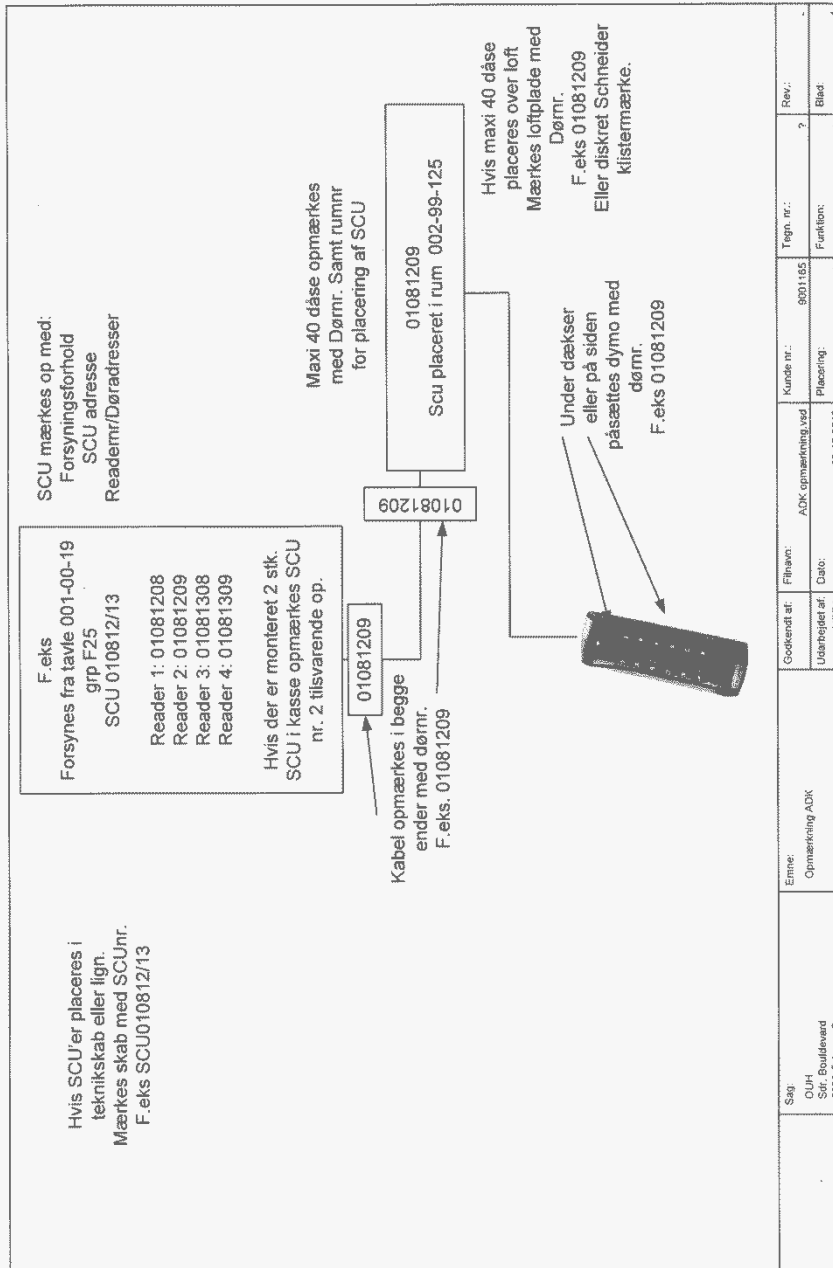 Hvis SCU'er placeres i
teknikskab eller lign.
Mærkes skab med SCUnr.
F.eks SCU010812/13
F.eks
Forsynes fra tavle 001-00-19
grp F25
SCU 010812/13
Reader 1: 01081208
Reader 2: 01081209
Reader 3: 01081308
Reader 4: 01081309
Hvis der er monteret 2 stk.
SCU i kasse opmærkes SCU
nr. 2 tilsvarende op.
SCU mærkes op med:
Forsyningsforhold
SCU adresse
Readernr/Døradresser
01081209
Kabel opmærkes i begge
ender med dørnr.
F.eks. 01081209
01081209
Maxi 40 dåse opmærkes
med Dørnr. Samt rumnr
for placering af SCU
01081209
Scu placeret i rum 002-99-125
Hvis maxi 40 dåse
placeres over loft
Mærkes loftplade med
Dørnr.
F.eks 01081209
Eller diskret Schneider
klistermærke.
Under dækser
eller på siden
påsættes dymo med
dørnr.
F.eks 01081209
Sag:
OUH
Sdr. Bouldevard
Emne:
Opmærkning ADK
Godkendt af:
Udarbejdet af:
Filnavn:
ADK opmærkning.vsd
Dato:
Kunde nr.:
9001165
Placering:
Tegn. nr.:
?
Funktion:
Rev.:
-
Blad: